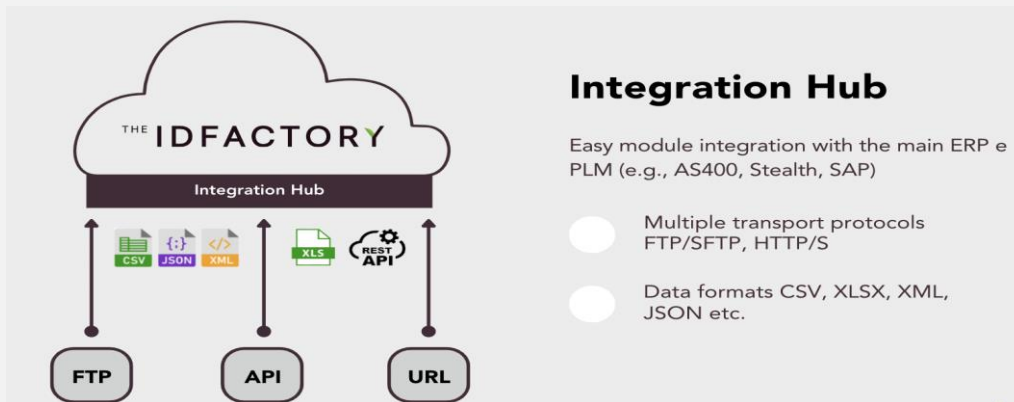 THE IDFACTORY
Integration Hub
CSV
JSON
XML
XLS
REST
API
FTP
API
URL
Integration Hub
Easy module integration with the main ERP e
PLM (e.g., AS400, Stealth, SAP)
Multiple transport protocols
FTP/SFTP, HTTP/S
Data formats CSV, XLSX, XML,
JSON etc.